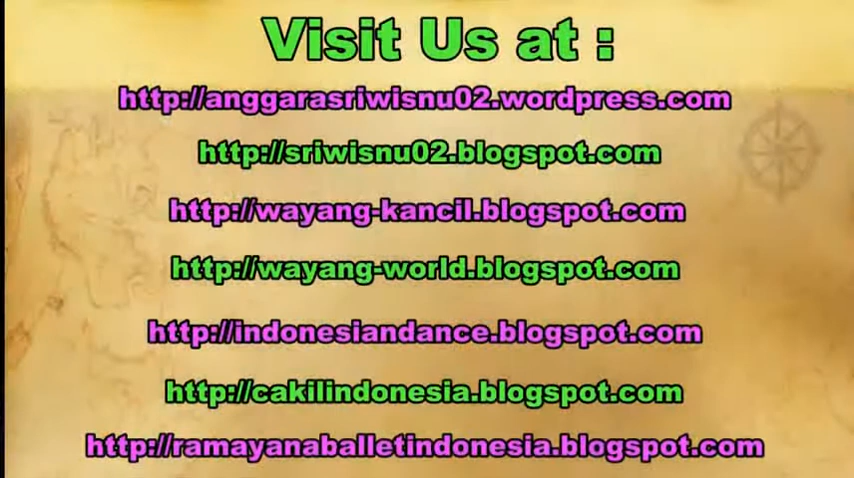 Visit Us at :
http://anggarasriwisnu02.wordpress.com
http://sriwisnu02.blogspot.com
http://wayang-kancil.blogspot.com
http://wayang-world.blogspot.com
http://indonesiandance.blogspot.com
http://cakilindonesia.blogspot.com
http://ramayanaballetindonesia.blogspot.com